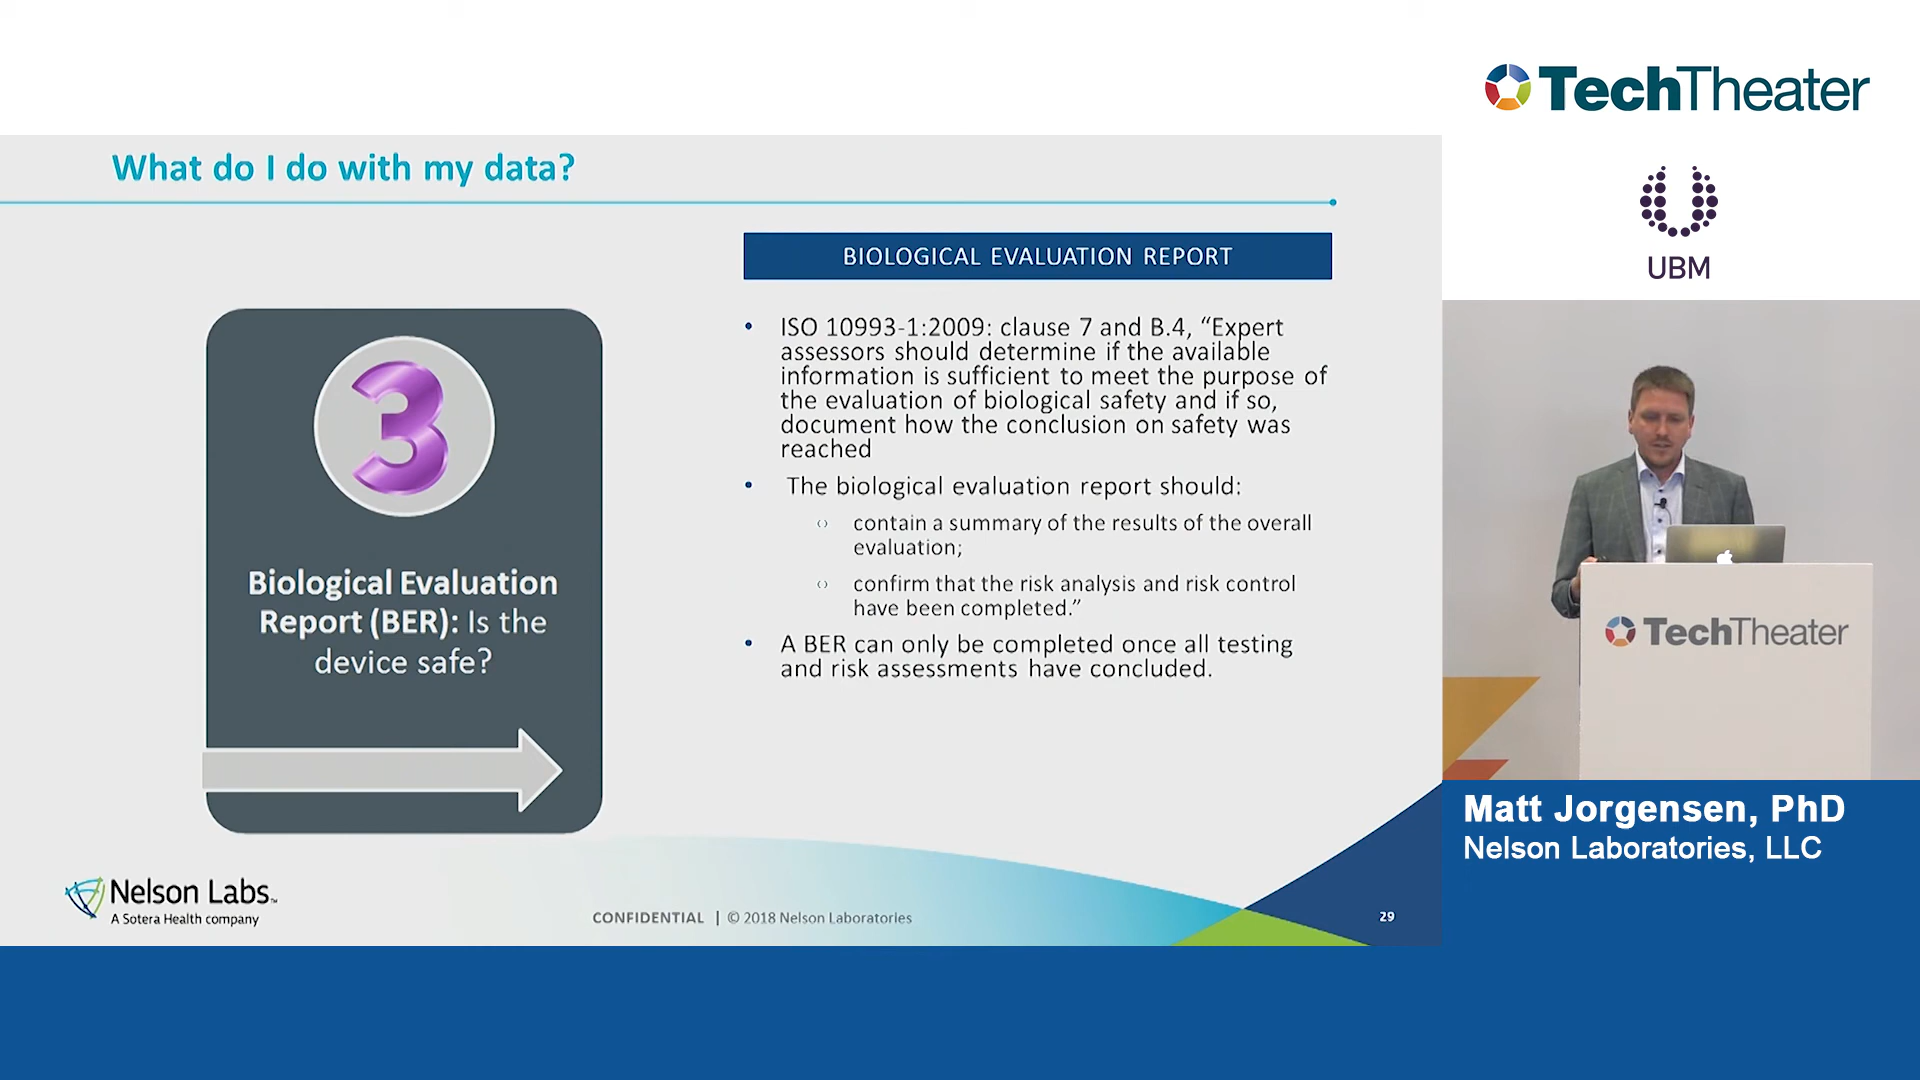 TechTheater
UBM
What do I do with my data?
BIOLOGICAL EVALUATION REPORT
3
Biological Evaluation
Report (BER): Is the
device safe?
• ISO 10993-1:2009: clause 7 and B.4, “Expert
assessors should determine if the available
information is sufficient to meet the purpose of
the evaluation of biological safety and if so,
document how the conclusion on safety was
reached
• The biological evaluation report should:
contain a summary of the results of the overall
evaluation;
confirm that the risk analysis and risk control
have been completed.”
• A BER can only be completed once all testing
and risk assessments have concluded.
Nelson Labs™
A Sotera Health company
CONFIDENTIAL | © 2018 Nelson Laboratories
29
TechTheater
Matt Jorgensen, PhD
Nelson Laboratories, LLC